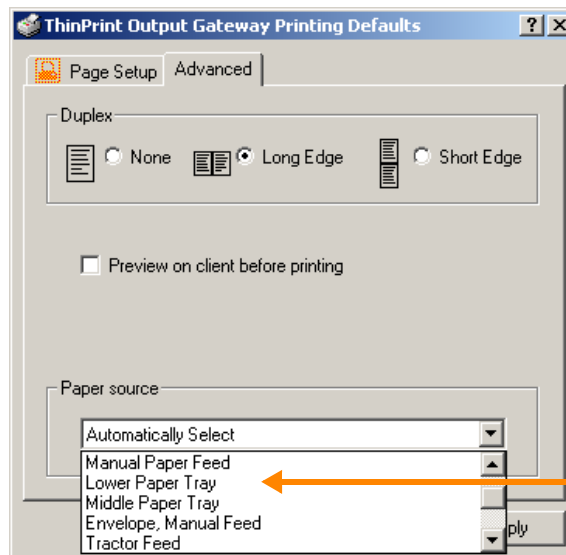 ThinPrint Output Gateway Printing Defaults
Page Setup Advanced
Duplex
None Long Edge Short Edge
Preview on client before printing
Paper source
Automatically Select
Manual Paper Feed
Lower Paper Tray
Middle Paper Tray
Envelope, Manual Feed
Tractor Feed